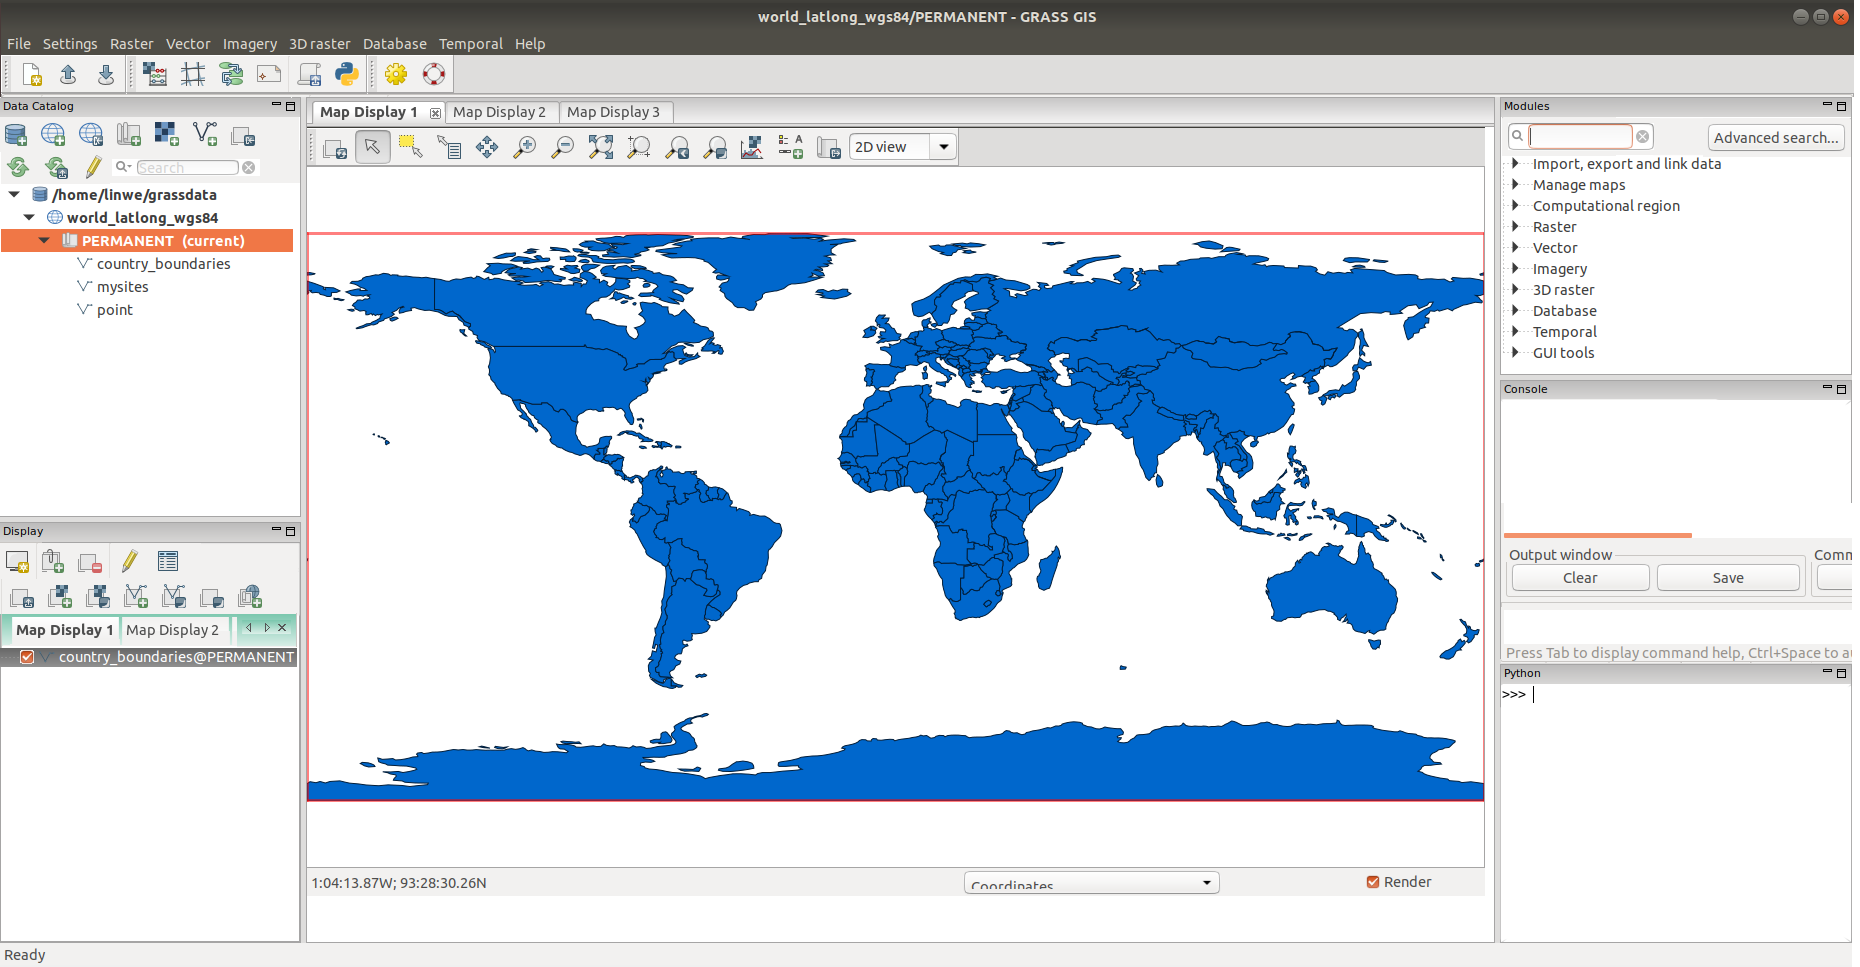 world_latlong_wgs84/PERMANENT - GRASS GIS
File Settings Raster Vector Imagery 3D raster Database Temporal Help
Data Catalog
Search
/home/linwe/grassdata
world_latlong_wgs84
PERMANENT (current)
country_boundaries
mysites
point
Display
Map Display 1 Map Display 2
country_boundaries@PERMANENT
Map Display 1 Map Display 2 Map Display 3
2D view
1:04:13.87W; 93:28:30.26N
Coordinates
Render
Modules
Advanced search...
Import, export and link data
Manage maps
Computational region
Raster
Vector
Imagery
3D raster
Database
Temporal
GUI tools
Console
Output window
Comm
Clear Save
Press Tab to display command help, Ctrl+Space to au
Python
>>>
Ready